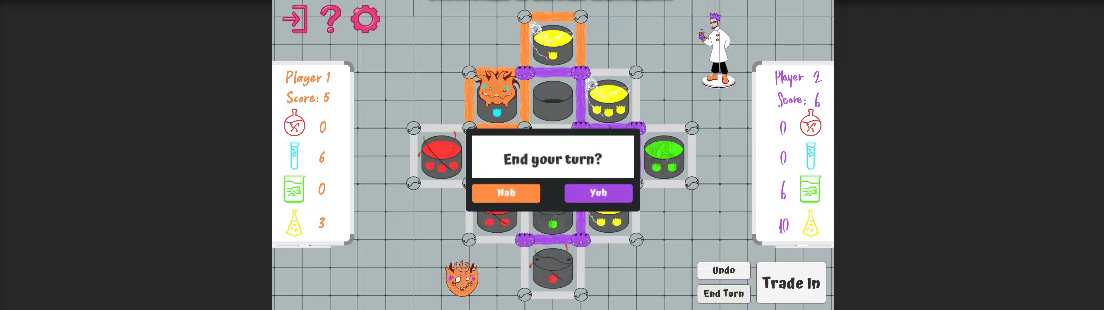 ?
Player 1
Score: 5
0
6
0
3
Player 2
Score: 6
0
0
6
10
End your turn?
Nah
Yuh
Undo
End Turn
Trade In